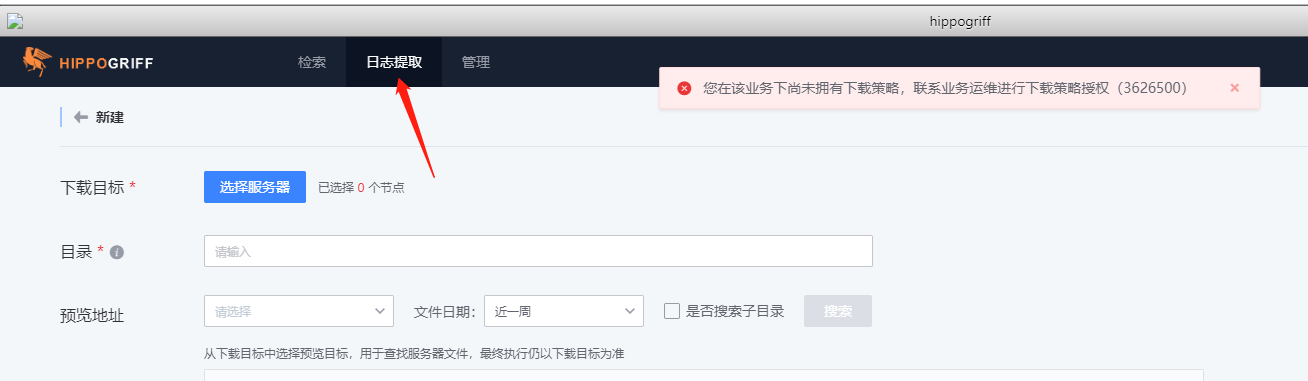 hippogriff
HIPPOGRIFF 检索 日志提取 管理
您在该业务下尚未拥有下载策略，联系业务运维进行下载策略授权（3626500）
新建
下载目标 * 选择服务器 已选择 0 个节点
目录 * 请输入
预览地址 请选择 文件日期： 近一周 是否搜索子目录 搜索
从下载目标中选择预览目标，用于查找服务器文件，最终执行仍以下载目标为准